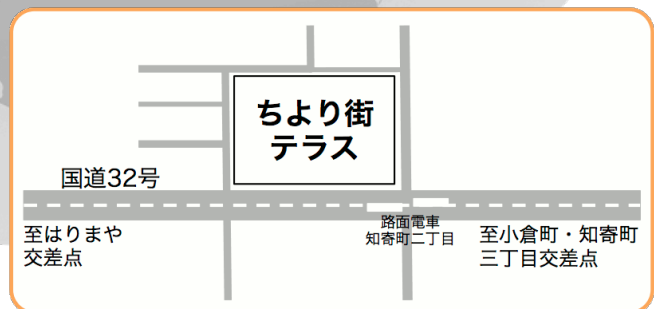 ちより街
テラス
国道32号
路面電車
知寄町二丁目
至はりまや
交差点
至小倉町・知寄町
三丁目交差点